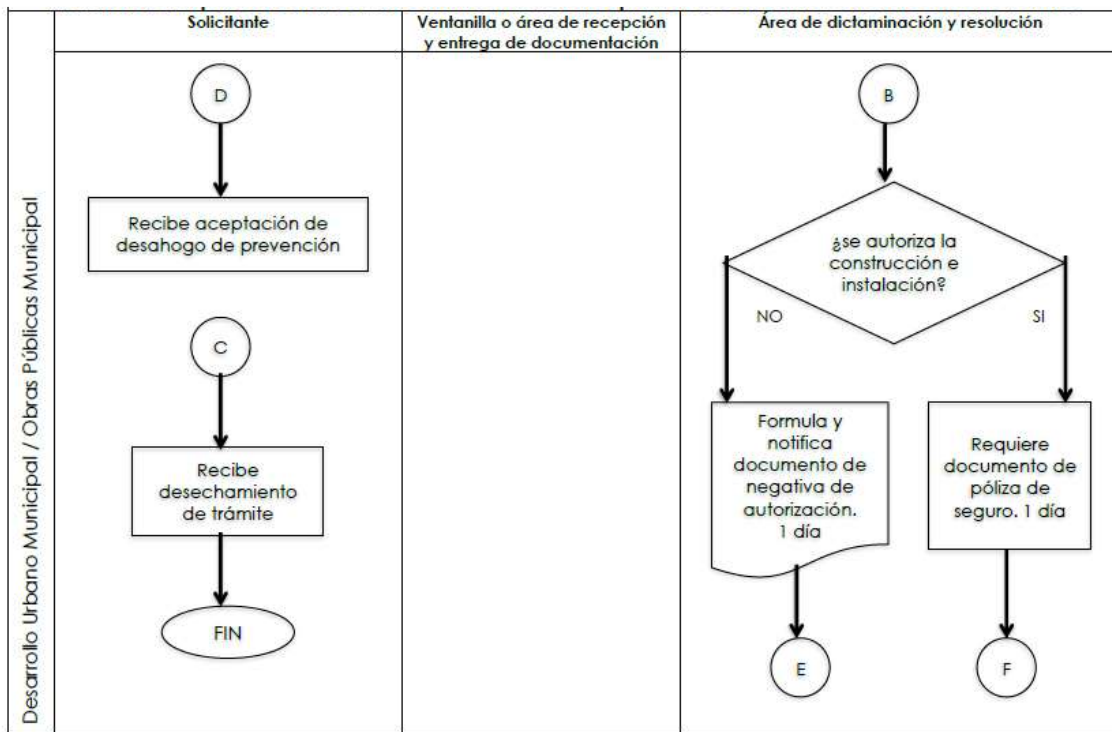 Solicitante
Ventanilla o área de recepción
y entrega de documentación
Área de dictaminación y resolución
Desarrollo Urbano Municipal / Obras Públicas Municipal
D
Recibe aceptación de
desahogo de prevención
C
Recibe
desechamiento
de trámite
FIN
B
¿se autoriza la
construcción e
instalación?
NO
SI
Formula y
notifica
documento de
negativa de
autorización.
1 día
Requiere
documento de
póliza de
seguro. 1 día
E
F